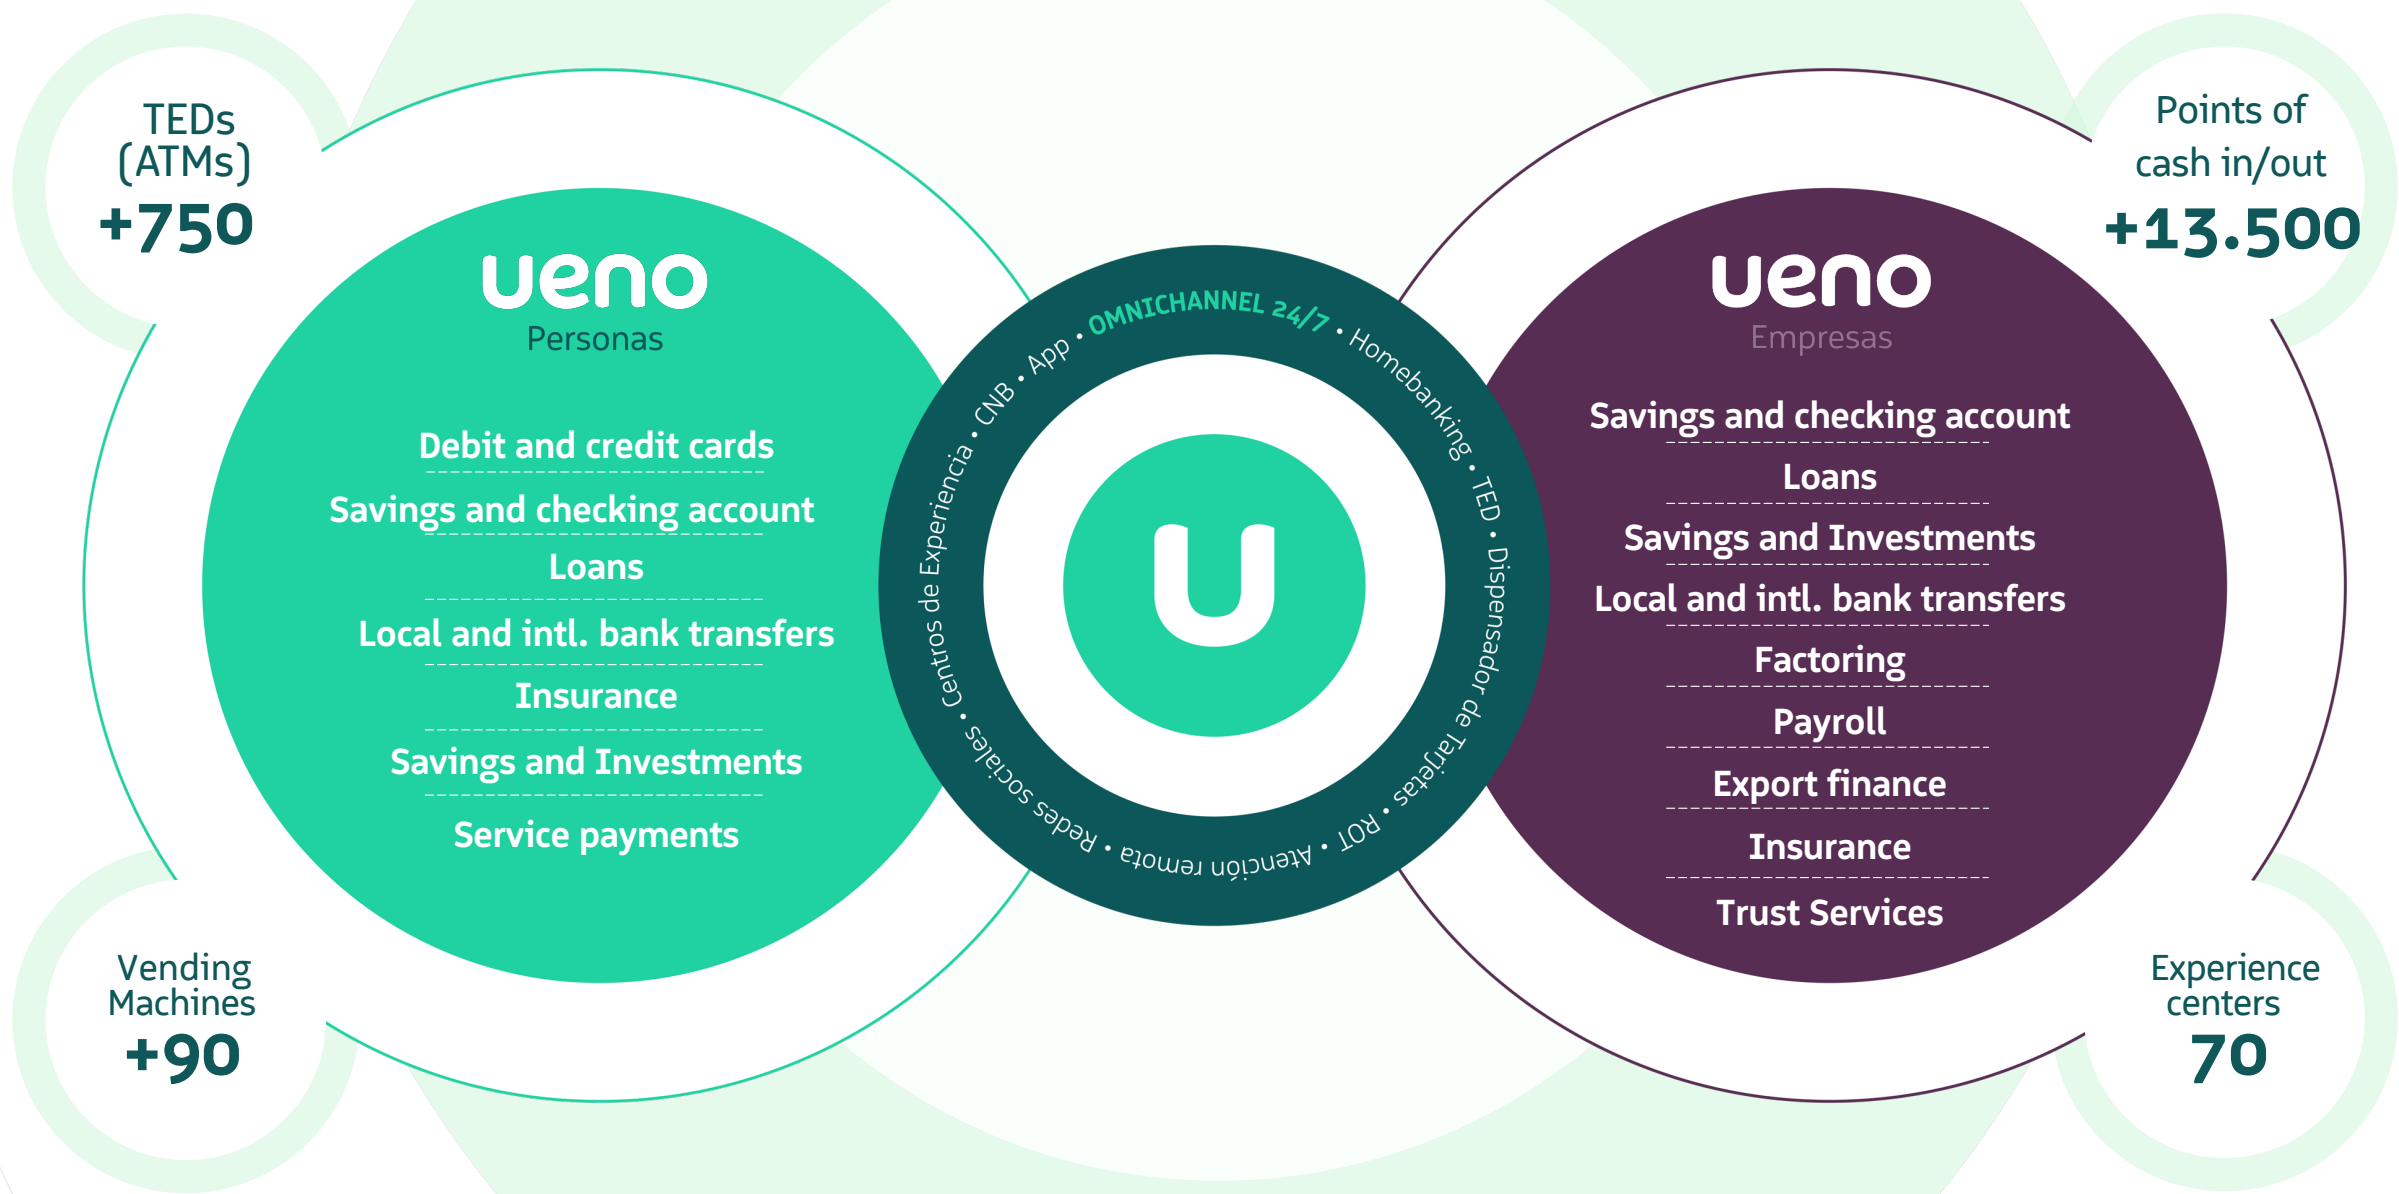 TEDs
(ATMs)
+750
Points of
cash in/out
+13.500
ueno
Personas
Debit and credit cards
Savings and checking account
Loans
Local and intl. bank transfers
Insurance
Savings and Investments
Service payments
OMNICHANNEL 24/7 • Homebanking • TED • Dispensador de Tarjetas • ROT • Atención remota • Redes sociales • Centros de Experiencia • CNB • App •
u
ueno
Empresas
Savings and checking account
Loans
Savings and Investments
Local and intl. bank transfers
Factoring
Payroll
Export finance
Insurance
Trust Services
Vending
Machines
+90
Experience
centers
70